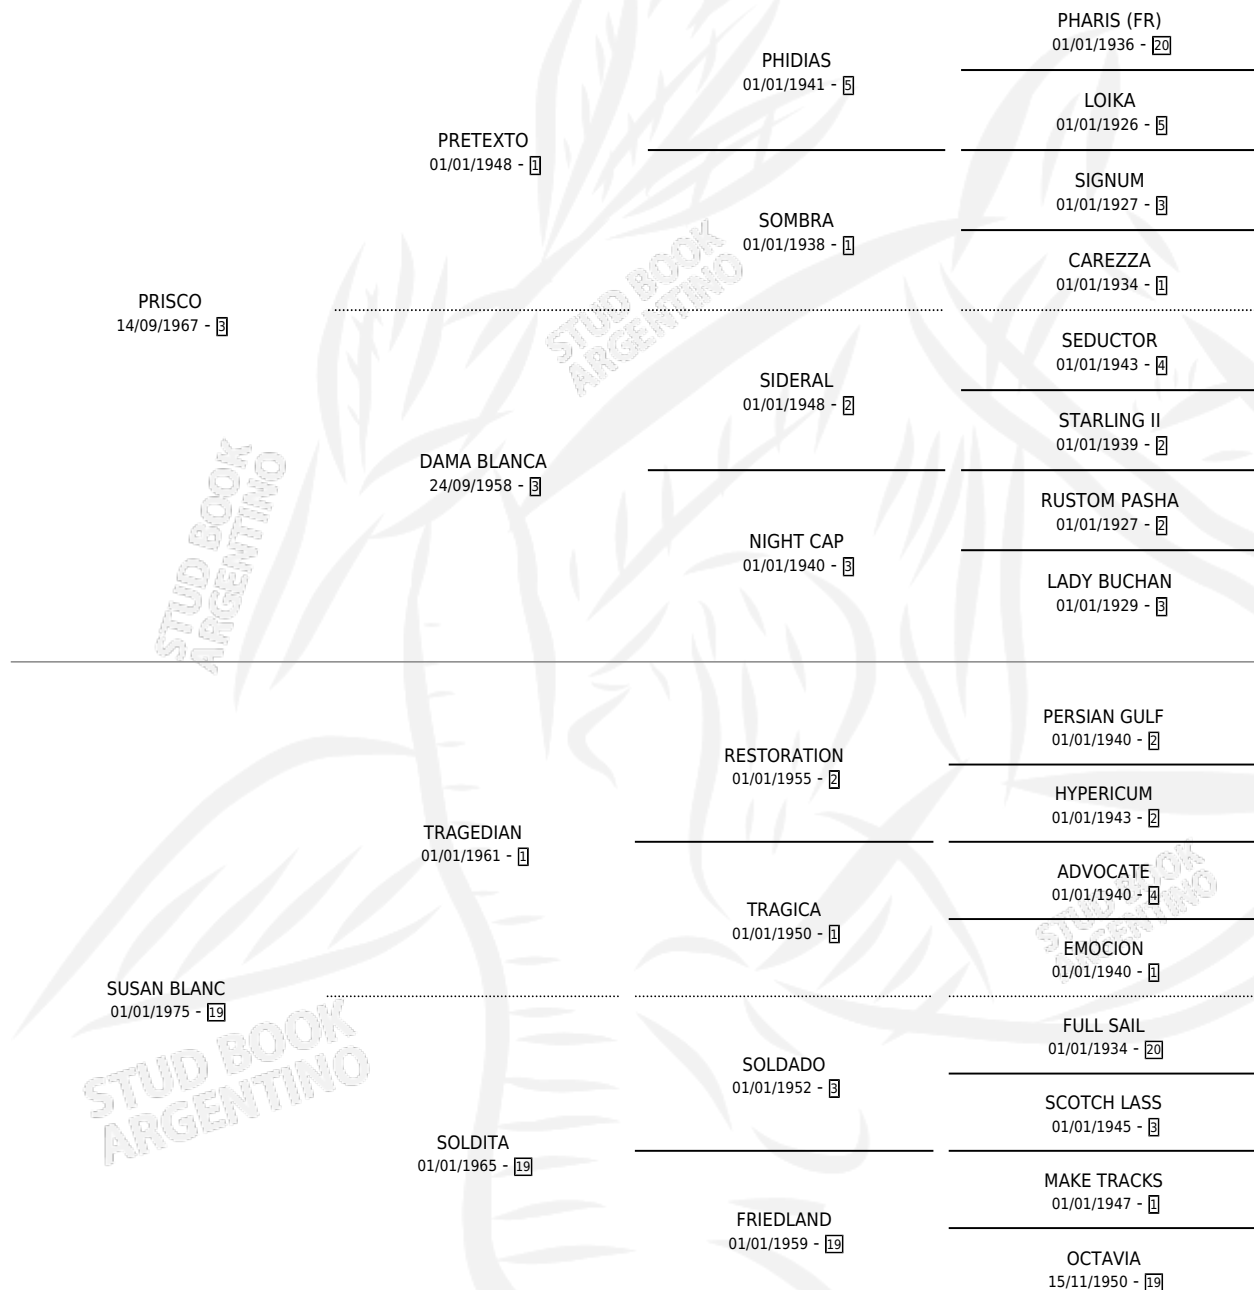 PHARIS (FR)
01/01/1936 - 20
PHIDIAS
01/01/1941 - 5
LOIKA
01/01/1926 - 5
PRETEXTO
01/01/1948 - 1
SIGNUM
01/01/1927 - 3
SOMBRA
01/01/1938 - 1
CAREZZA
01/01/1934 - 1
PRISCO
14/09/1967 - 3
SEDUCTOR
01/01/1943 - 4
SIDERAL
01/01/1948 - 2
STARLING II
01/01/1939 - 2
DAMA BLANCA
24/09/1958 - 3
RUSTOM PASHA
01/01/1927 - 2
NIGHT CAP
01/01/1940 - 3
LADY BUCHAN
01/01/1929 - 3
PERSIAN GULF
01/01/1940 - 2
RESTORATION
01/01/1955 - 2
HYPERICUM
01/01/1943 - 2
TRAGEDIAN
01/01/1961 - 1
ADVOCATE
01/01/1940 - 4
TRAGICA
01/01/1950 - 1
EMOCION
01/01/1940 - 1
SUSAN BLANC
01/01/1975 - 19
FULL SAIL
01/01/1934 - 20
SOLDADO
01/01/1952 - 3
SCOTCH LASS
01/01/1945 - 3
SOLDITA
01/01/1965 - 19
MAKE TRACKS
01/01/1947 - 1
FRIEDLAND
01/01/1959 - 19
OCTAVIA
15/11/1950 - 19
STUD BOOK
ARGENTINO
STUD BOOK
ARGENTINO
STUD BOOK
ARGENTINO
STUD BOOK
ARGENTINO